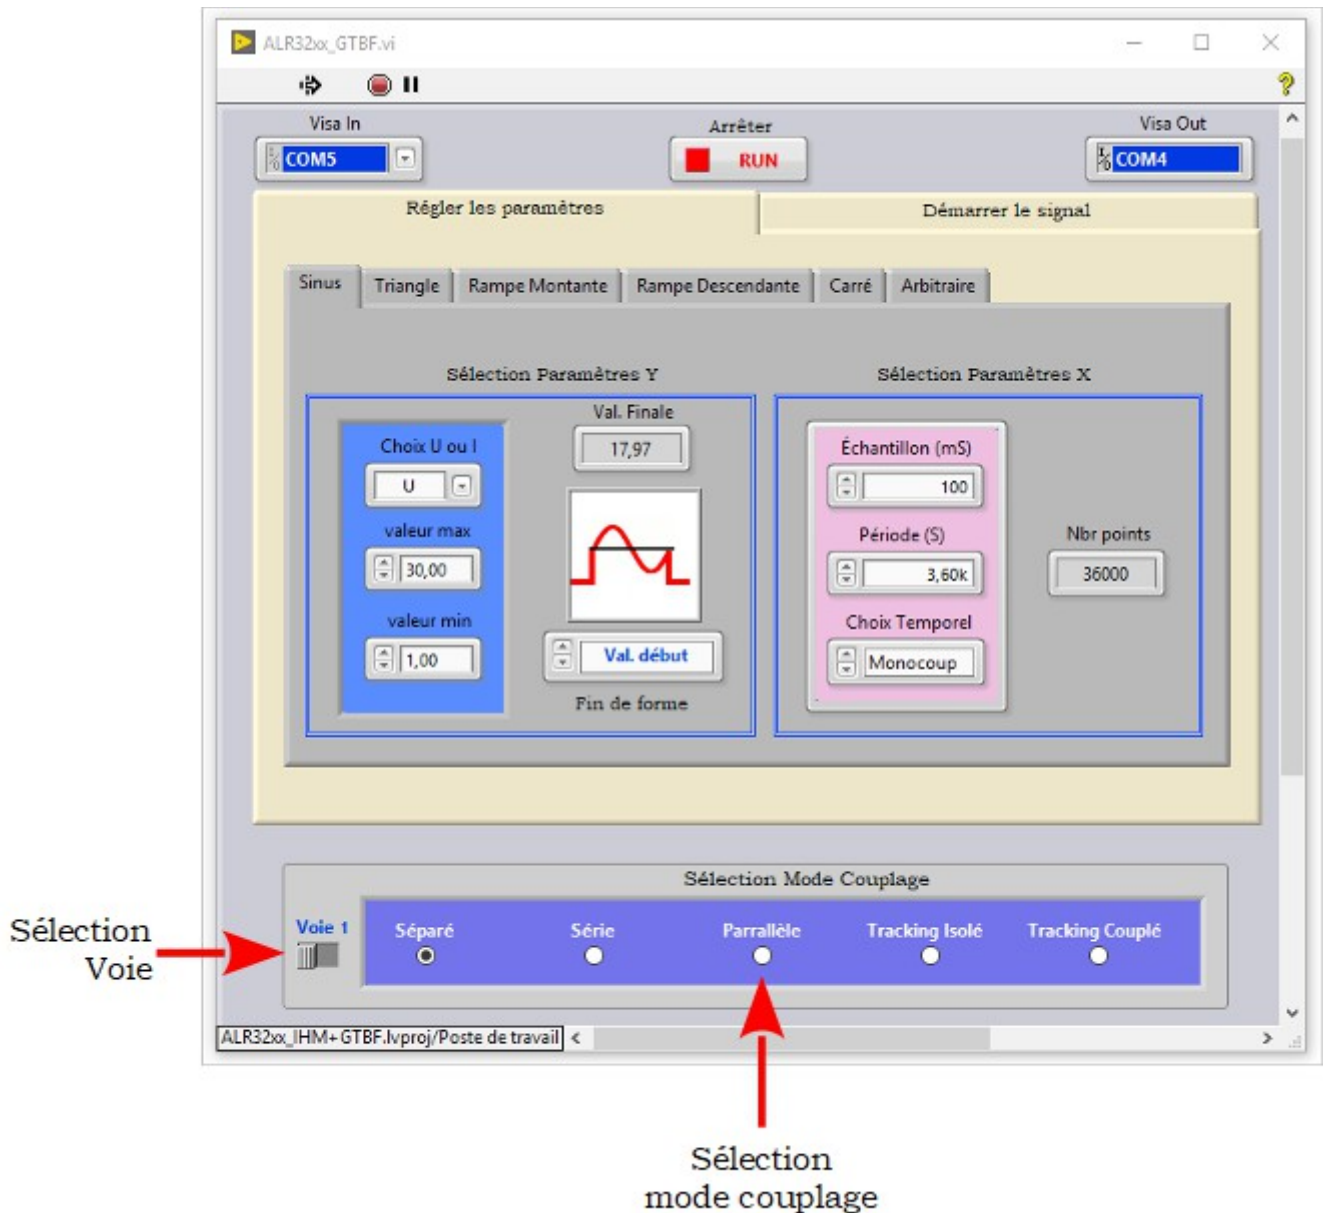 ALR32xx_GTBF.vi
Visa In
Arrêter
Visa Out
COM5
RUN
COM4
Régler les paramètres
Démarrer le signal
Sinus
Triangle
Rampe Montante
Rampe Descendante
Carré
Arbitraire
Sélection Paramètres Y
Sélection Paramètres X
Val. Finale
Choix U ou I
17,97
Échantillon (mS)
U
100
valeur max
Période (S)
Nbr points
30,00
3,60k
36000
valeur min
Choix Temporel
1,00
Val. début
Monocoup
Fin de forme
Sélection Mode Couplage
Sélection
Voie
Voie 1
Séparé
Série
Parrallèle
Tracking Isolé
Tracking Couplé
ALR32xx_IHM+GTBF.lvproj/Poste de travail
Sélection
mode couplage